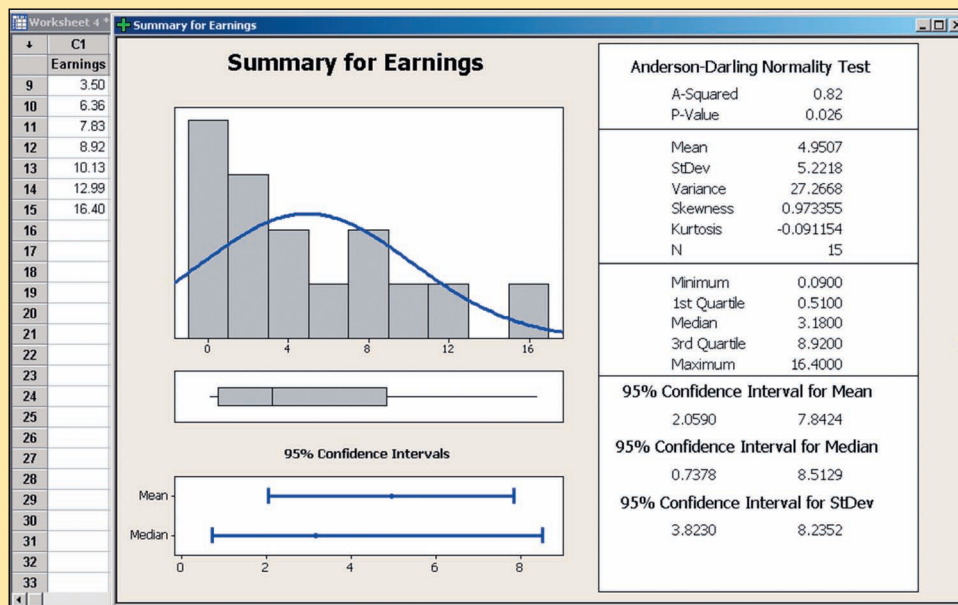 Worksheet 4 *
↓ C1
Earnings
9 3.50
10 6.36
11 7.83
12 8.92
13 10.13
14 12.99
15 16.40
16
17
18
19
20
21
22
23
24
25
26
27
28
29
30
31
32
33
Summary for Earnings
Summary for Earnings
0 4 8 12 16
95% Confidence Intervals
Mean
Median
0 2 4 6 8
Anderson-Darling Normality Test
A-Squared 0.82
P-Value 0.026
Mean 4.9507
StDev 5.2218
Variance 27.2668
Skewness 0.973355
Kurtosis -0.091154
N 15
Minimum 0.0900
1st Quartile 0.5100
Median 3.1800
3rd Quartile 8.9200
Maximum 16.4000
95% Confidence Interval for Mean
2.0590 7.8424
95% Confidence Interval for Median
0.7378 8.5129
95% Confidence Interval for StDev
3.8230 8.2352